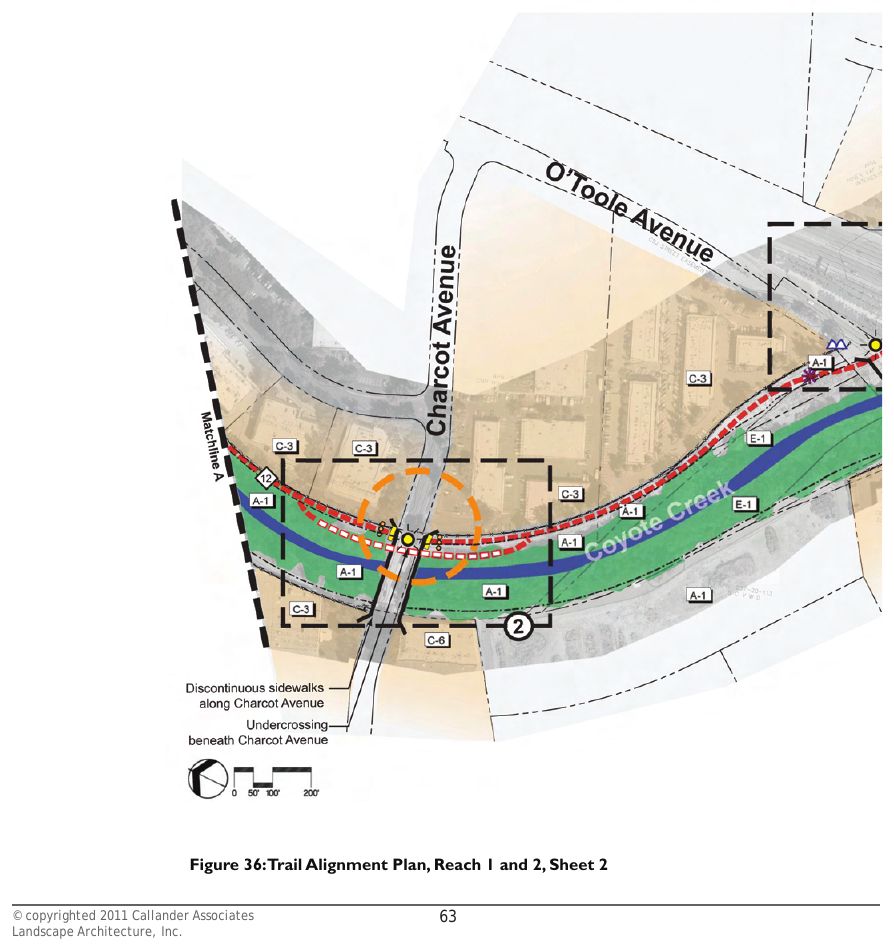 O'Toole Avenue
Charcot Avenue
A-1
C-3
Matchline A
C-3
C-3
E-1
12
C-3
A-1
A-1
E-1
Coyote Creek
A-1
A-1
A-1
A-1
C-3
2
C-6
Discontinuous sidewalks
along Charcot Avenue
Undercrossing
beneath Charcot Avenue
0 50' 100' 200'
Figure 36: Trail Alignment Plan, Reach 1 and 2, Sheet 2
© copyrighted 2011 Callander Associates
Landscape Architecture, Inc.
63